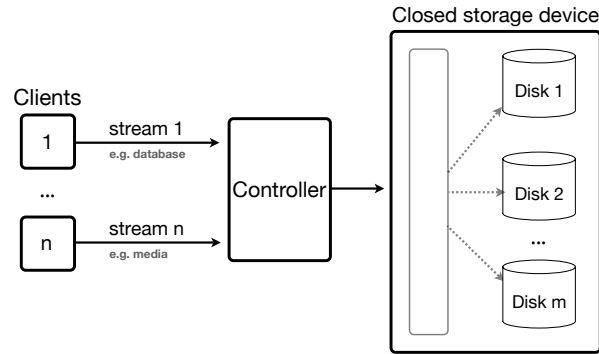 Closed storage device
Clients
1
stream 1
e.g. database
...
n
stream n
e.g. media
Controller
Disk 1
Disk 2
...
Disk m